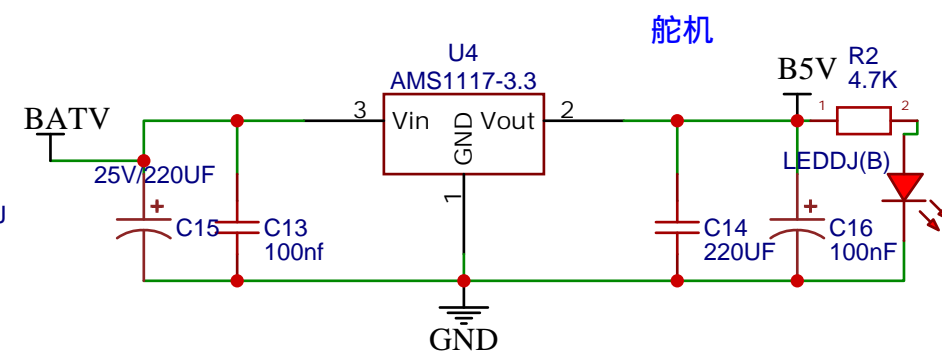 舵机
U4
AMS1117-3.3
B5V
R2
4.7K
BATV
3
Vin
GND
Vout
2
1
2
1
25V/220UF
LEDDJ(B)
+
C15
C13
100nf
C14
220UF
+
C16
100nF
GND